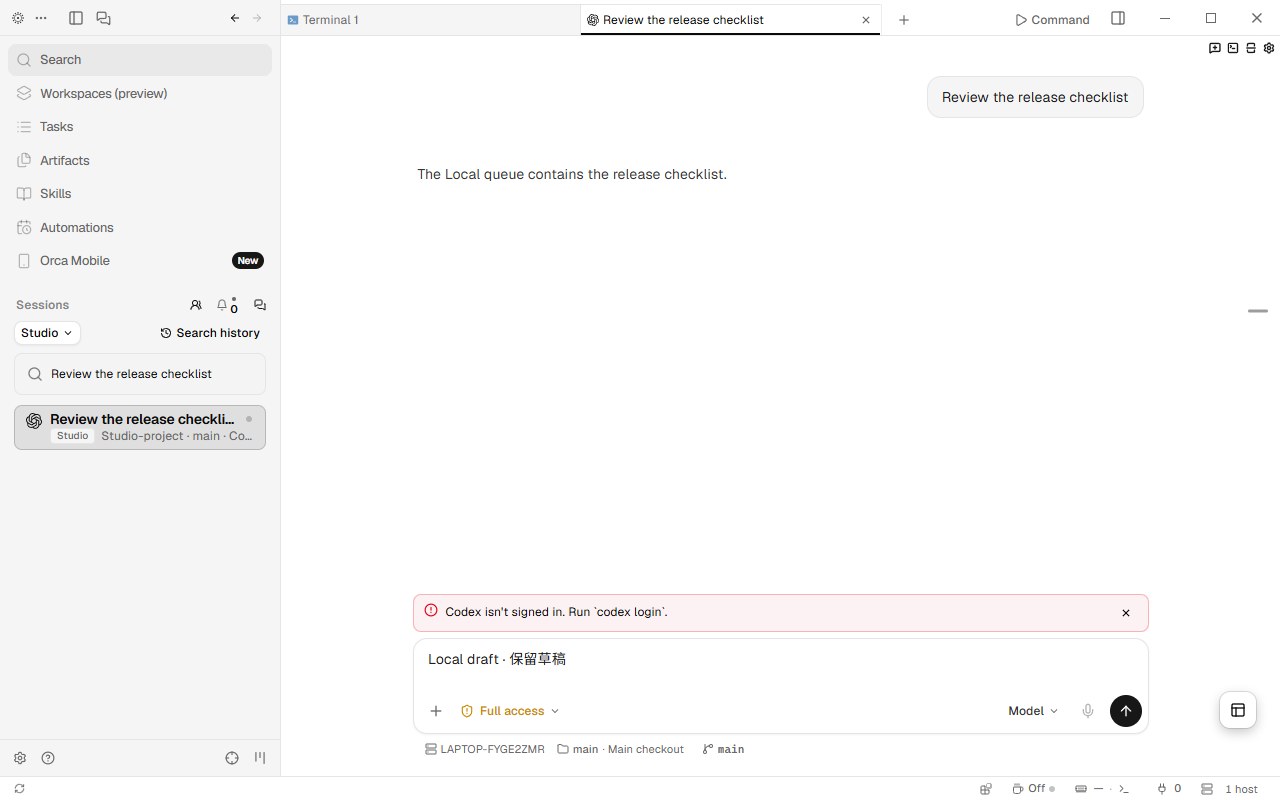 Terminal 1
Review the release checklist
Command
Search
Workspaces (preview)
Tasks
Artifacts
Skills
Automations
Orca Mobile
New
Sessions
0
Studio
Search history
Review the release checklist
Review the release checkli...
Studio
Studio-project · main · Co...
Review the release checklist
The Local queue contains the release checklist.
Codex isn't signed in. Run `codex login`.
Local draft · 保留草稿
Full access
Model
LAPTOP-FYGE2ZMR
main · Main checkout
main
Off
0
1 host